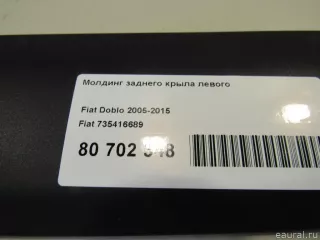 Молдинг заднего крыла левого
Fiat Doblo 2005-2015
Fiat 735416689
80 702
eaural.ru